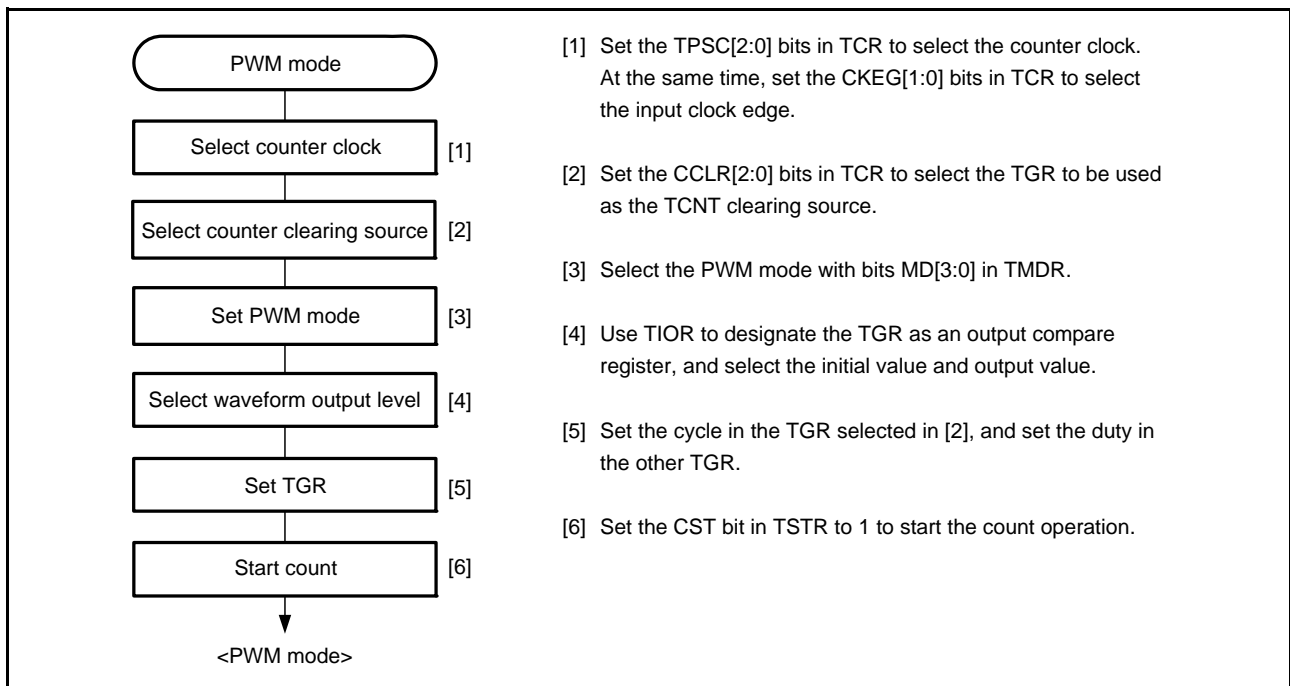 PWM mode
Select counter clock [1]
Select counter clearing source [2]
Set PWM mode [3]
Select waveform output level [4]
Set TGR [5]
Start count [6]
<PWM mode>
[1] Set the TPSC[2:0] bits in TCR to select the counter clock.
At the same time, set the CKEG[1:0] bits in TCR to select
the input clock edge.
[2] Set the CCLR[2:0] bits in TCR to select the TGR to be used
as the TCNT clearing source.
[3] Select the PWM mode with bits MD[3:0] in TMDR.
[4] Use TIOR to designate the TGR as an output compare
register, and select the initial value and output value.
[5] Set the cycle in the TGR selected in [2], and set the duty in
the other TGR.
[6] Set the CST bit in TSTR to 1 to start the count operation.